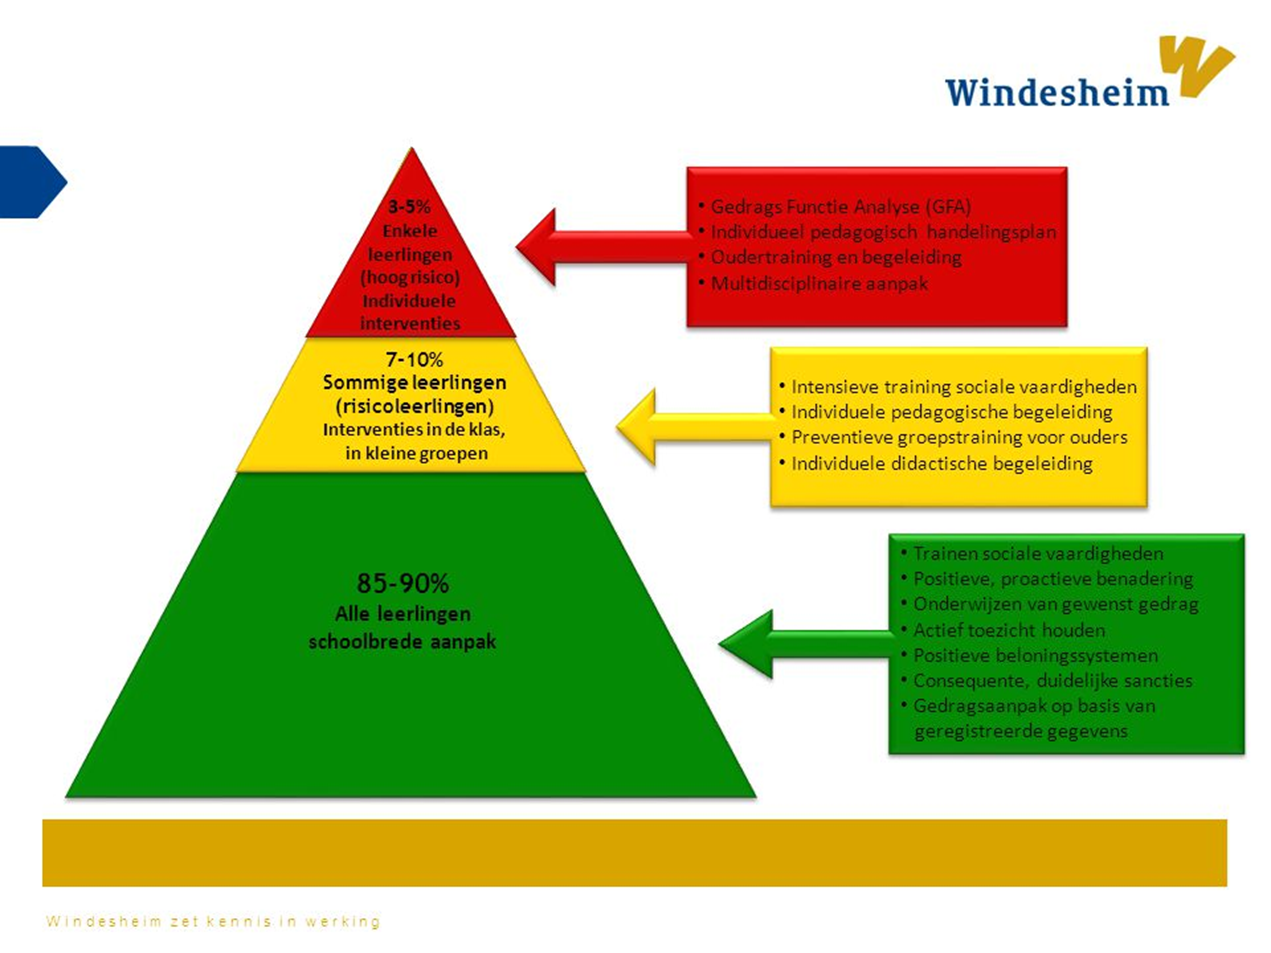 Windesheim
3-5%
Enkele
leerlingen
(hoog risico)
Individuele
interventies
• Gedrags Functie Analyse (GFA)
• Individueel pedagogisch handelingsplan
• Oudertraining en begeleiding
• Multidisciplinaire aanpak
7-10%
Sommige leerlingen
(risicoleerlingen)
Interventies in de klas,
in kleine groepen
• Intensieve training sociale vaardigheden
• Individuele pedagogische begeleiding
• Preventieve groepstraining voor ouders
• Individuele didactische begeleiding
85-90%
Alle leerlingen
schoolbrede aanpak
• Trainen sociale vaardigheden
• Positieve, proactieve benadering
• Onderwijzen van gewenst gedrag
• Actief toezicht houden
• Positieve beloningssystemen
• Consequente, duidelijke sancties
• Gedragsaanpak op basis van
geregistreerde gegevens
Windesheim zet kennis in werking